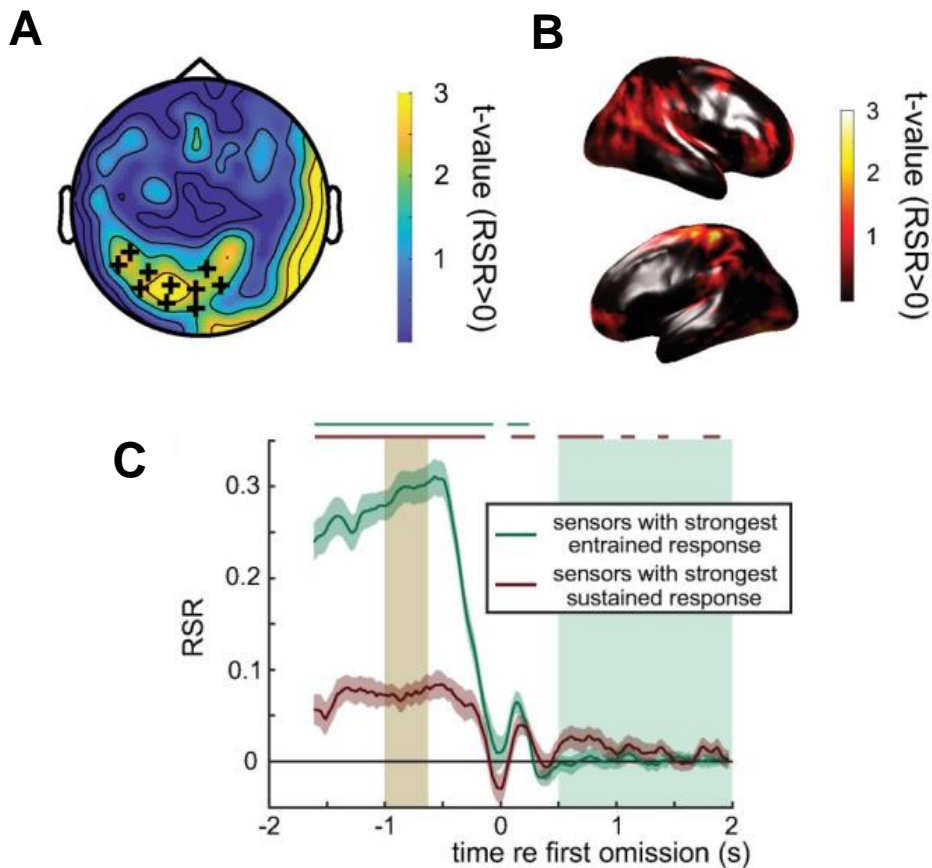 A
3
2
1
t-value (RSR>0)
B
3
2
1
t-value (RSR>0)
C
0.3
0.2
0.1
0
RSR
sensors with strongest
entrained response
sensors with strongest
sustained response
-2
-1
0
1
2
time re first omission (s)